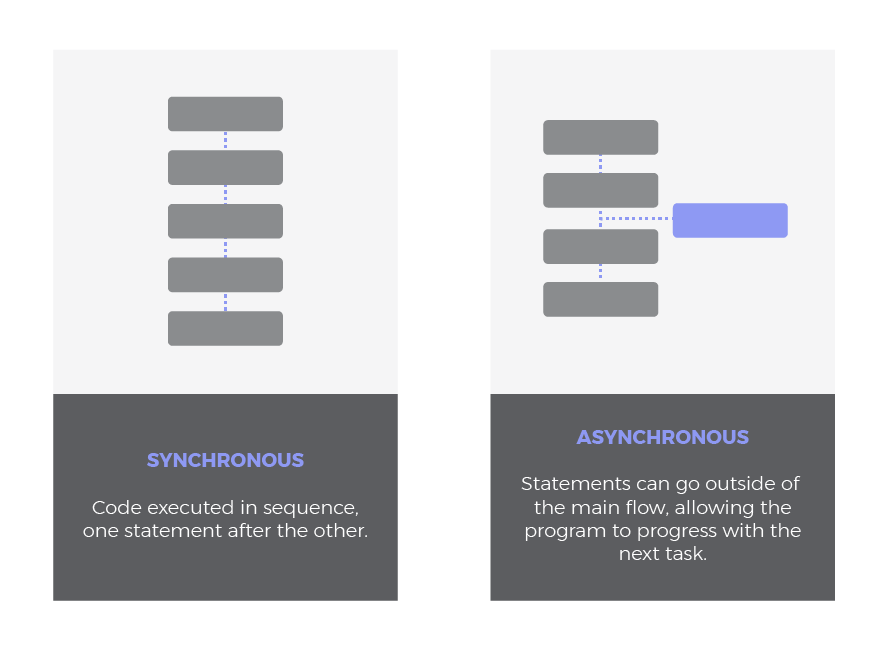 SYNCHRONOUS
Code executed in sequence,
one statement after the other.
ASYNCHRONOUS
Statements can go outside of
the main flow, allowing the
program to progress with the
next task.